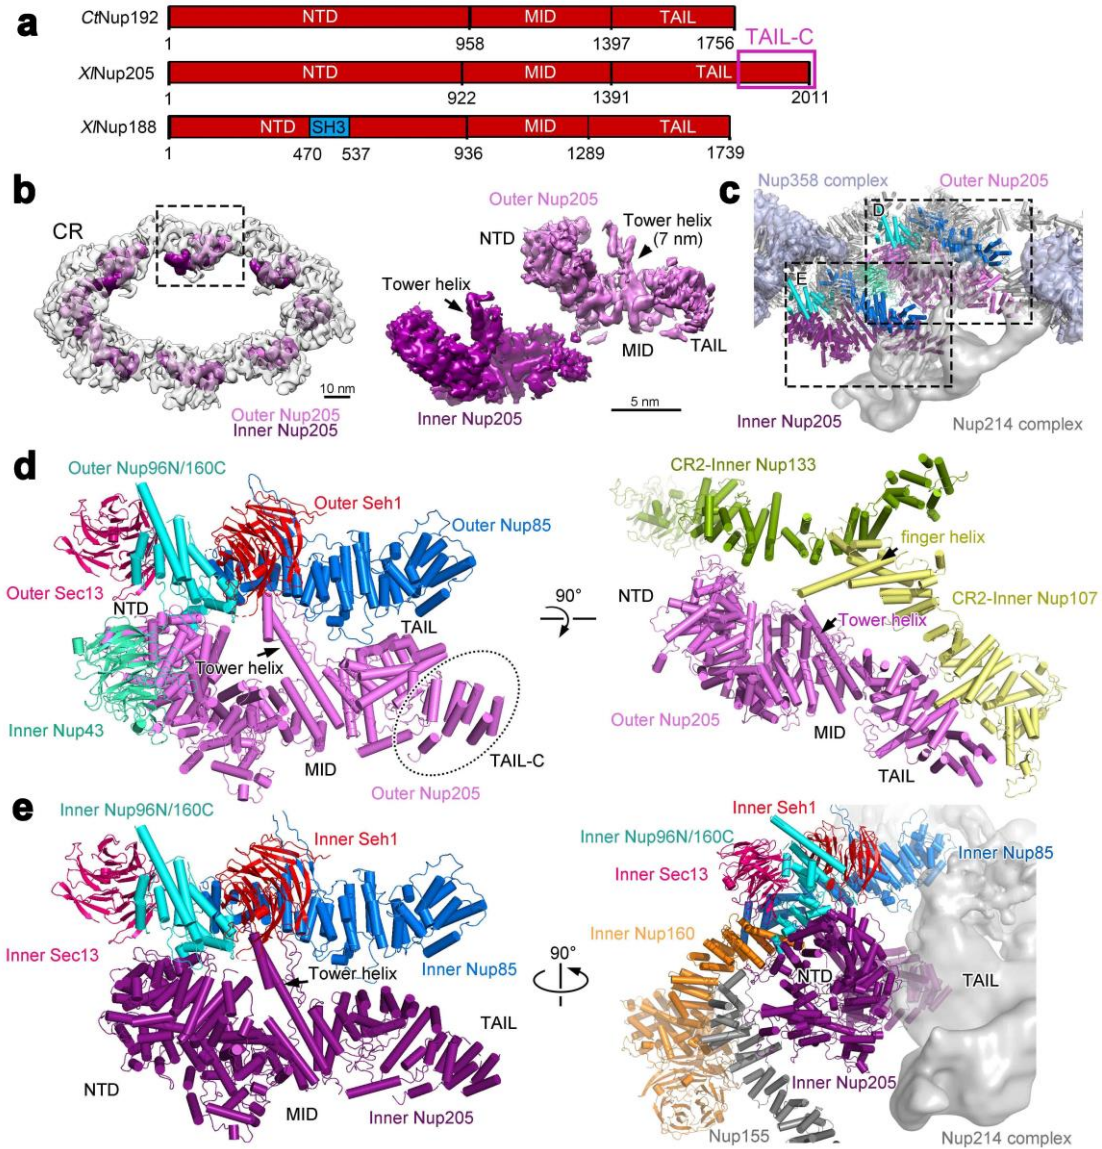 a
CtNup192
NTD
MID
TAIL
1
958
1397
1756
TAIL-C
XlNup205
NTD
MID
TAIL
1
922
1391
2011
XlNup188
NTD
SH3
MID
TAIL
1
470
537
936
1289
1739
b
CR
10 nm
Outer Nup205
Inner Nup205
Outer Nup205
NTD
Tower helix
(7 nm)
Tower helix
MID
TAIL
Inner Nup205
5 nm
c
Nup358 complex
Outer Nup205
D
E
Inner Nup205
Nup214 complex
d
Outer Nup96N/160C
Outer Seh1
Outer Nup85
Outer Sec13
NTD
TAIL
Tower helix
Inner Nup43
MID
TAIL-C
Outer Nup205
90°
CR2-Inner Nup133
finger helix
NTD
CR2-Inner Nup107
Tower helix
Outer Nup205
MID
TAIL
e
Inner Nup96N/160C
Inner Seh1
Inner Sec13
Inner Nup85
Tower helix
TAIL
NTD
MID
Inner Nup205
90°
Inner Seh1
Inner Nup96N/160C
Inner Nup85
Inner Sec13
Inner Nup160
NTD
TAIL
Inner Nup205
Nup155
Nup214 complex